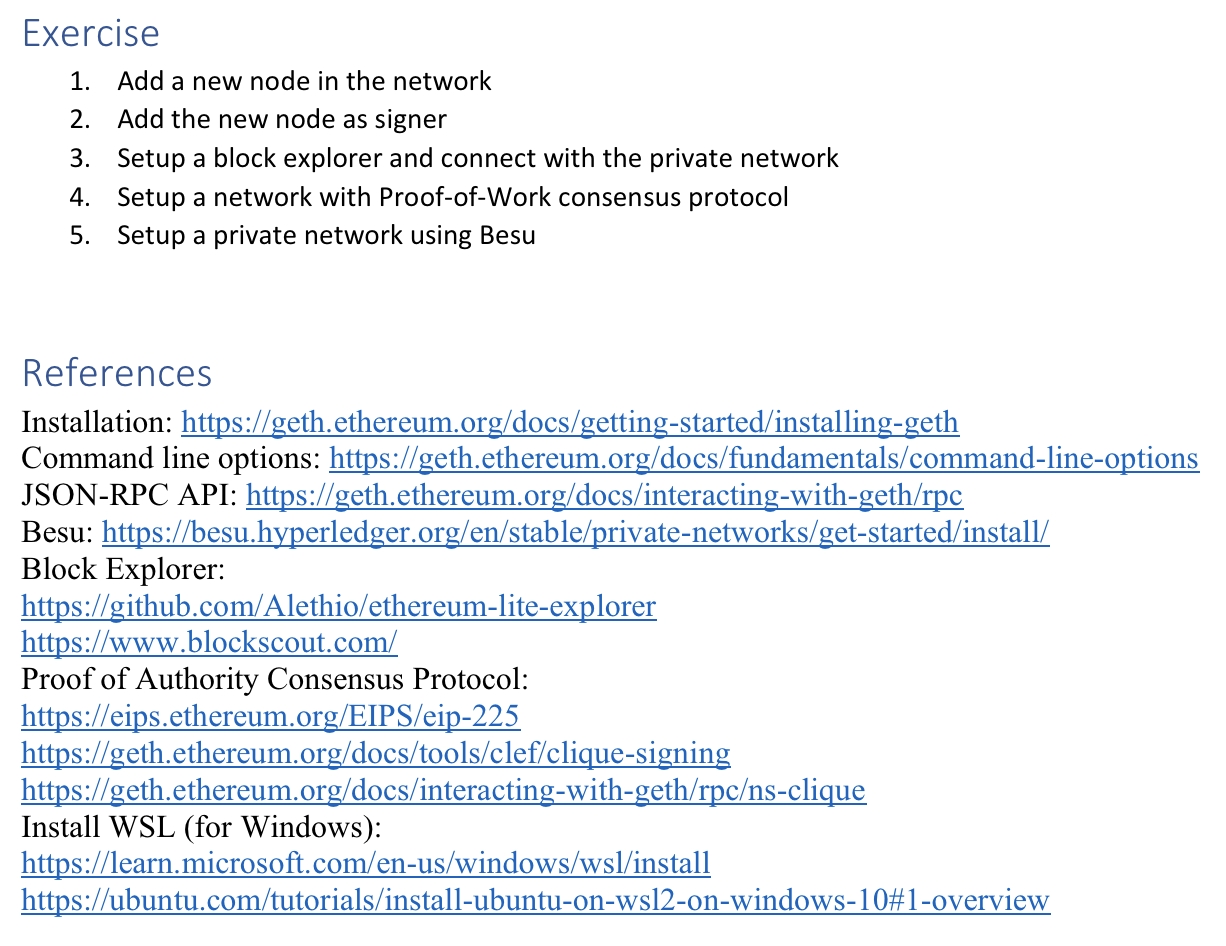 Exercise
1. Add a new node in the network
2. Add the new node as signer
3. Setup a block explorer and connect with the private network
4. Setup a network with Proof-of-Work consensus protocol
5. Setup a private network using Besu
References
Installation: https://geth.ethereum.org/docs/getting-started/installing-geth
Command line options: https://geth.ethereum.org/docs/fundamentals/command-line-options
JSON-RPC API: https://geth.ethereum.org/docs/interacting-with-geth/rpc
Besu: https://besu.hyperledger.org/en/stable/private-networks/get-started/install/
Block Explorer:
https://github.com/Alethio/ethereum-lite-explorer
https://www.blockscout.com/
Proof of Authority Consensus Protocol:
https://eips.ethereum.org/EIPS/eip-225
https://geth.ethereum.org/docs/tools/clef/clique-signing
https://geth.ethereum.org/docs/interacting-with-geth/rpc/ns-clique
Install WSL (for Windows):
https://learn.microsoft.com/en-us/windows/wsl/install
https://ubuntu.com/tutorials/install-ubuntu-on-wsl2-on-windows-10#1-overview